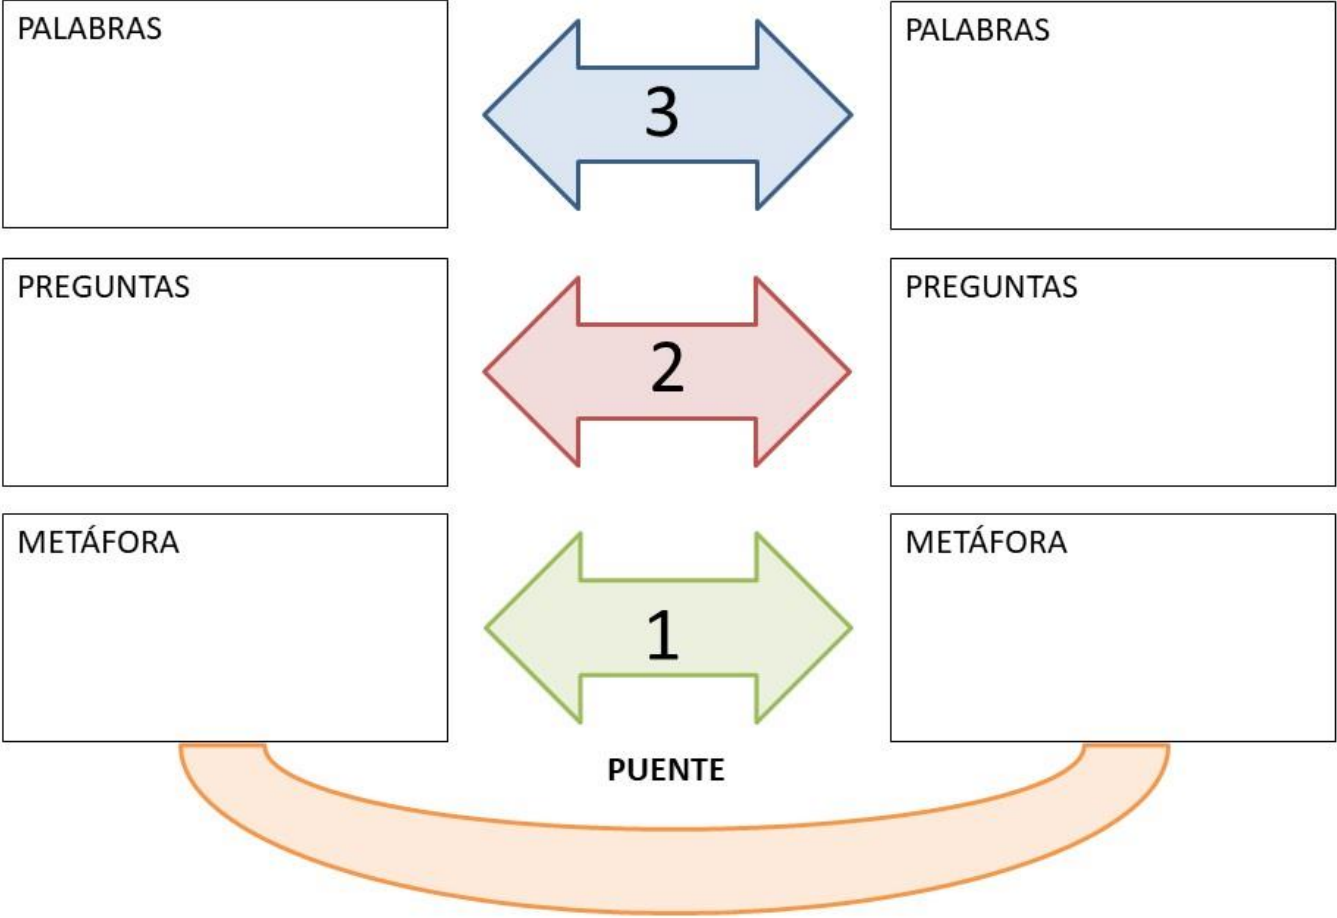 PALABRAS
3
PALABRAS
PREGUNTAS
2
PREGUNTAS
METÁFORA
1
METÁFORA
PUENTE